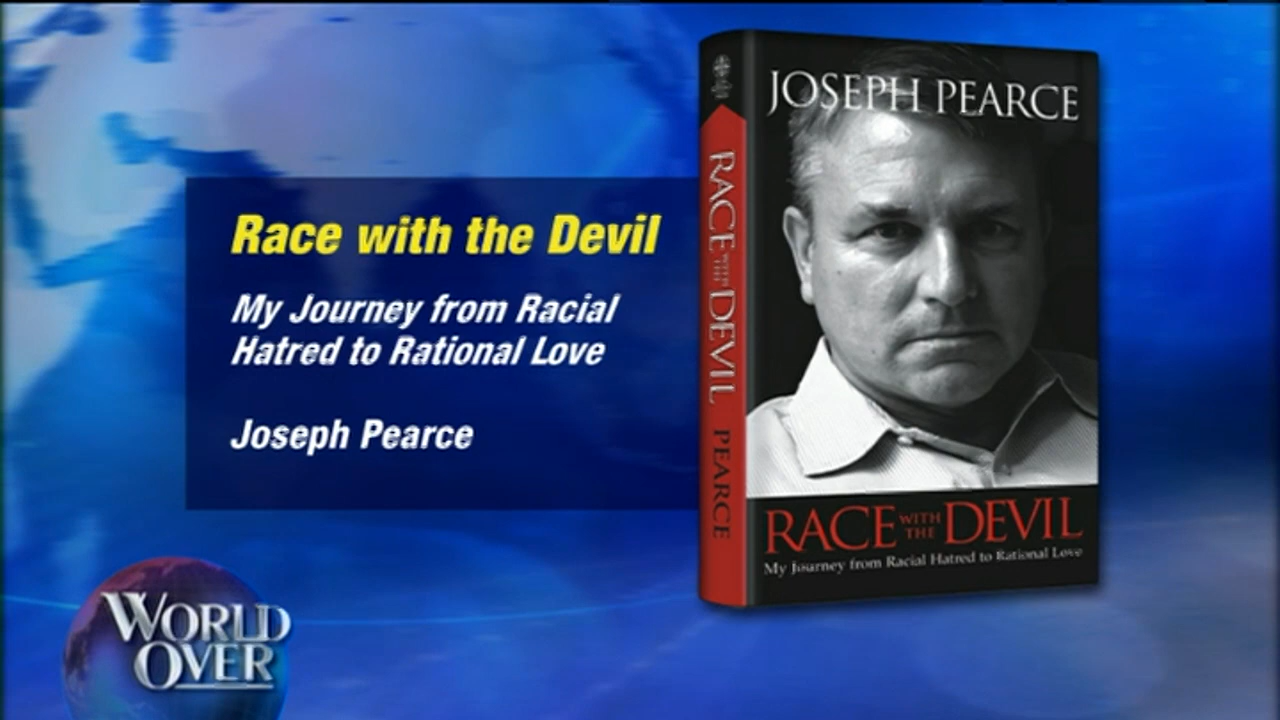 Race with the Devil
My Journey from Racial
Hatred to Rational Love
Joseph Pearce
WORLD
OVER
RACE WITH THE DEVIL PEARCE
JOSEPH PEARCE
RACE WITH THE DEVIL
My Journey from Racial Hatred to Rational Love